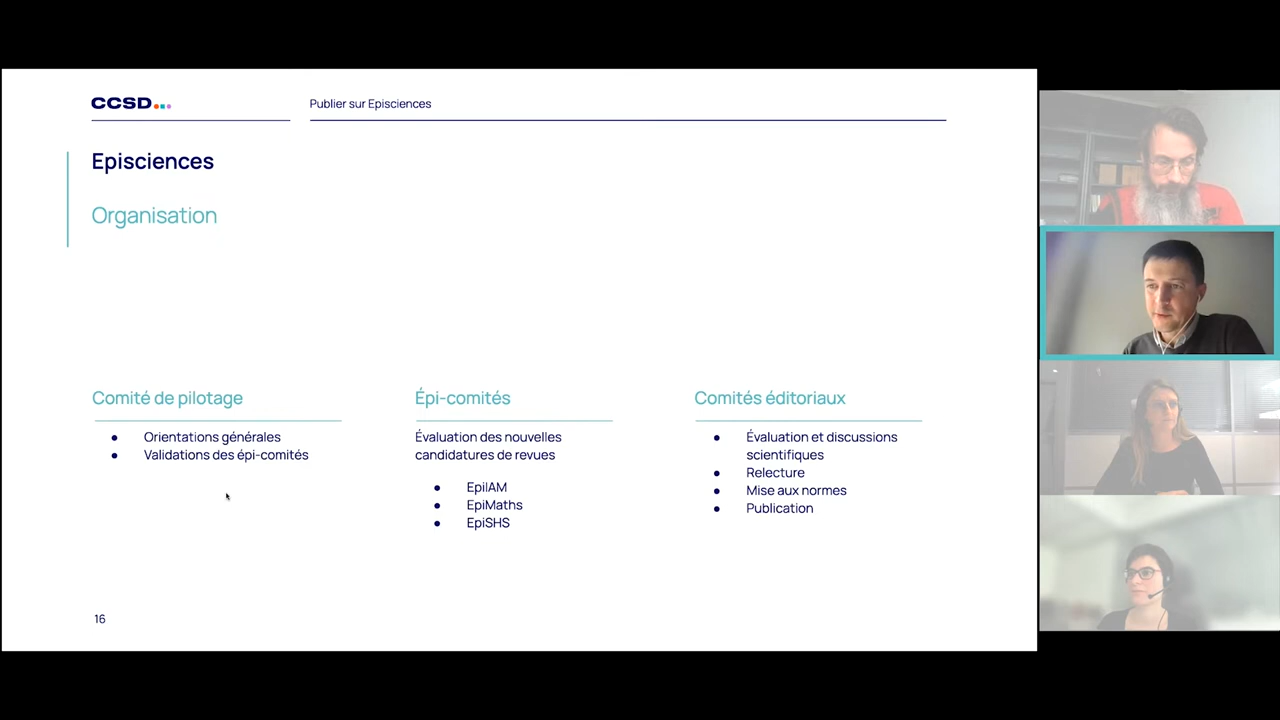 CCSD
Publier sur Episciences
Episciences
Organisation
Comité de pilotage
Orientations générales
Validations des épi-comités
Épi-comités
Évaluation des nouvelles
candidatures de revues
EpiIAM
EpiMaths
EpiSHS
Comités éditoriaux
Évaluation et discussions
scientifiques
Relecture
Mise aux normes
Publication
16